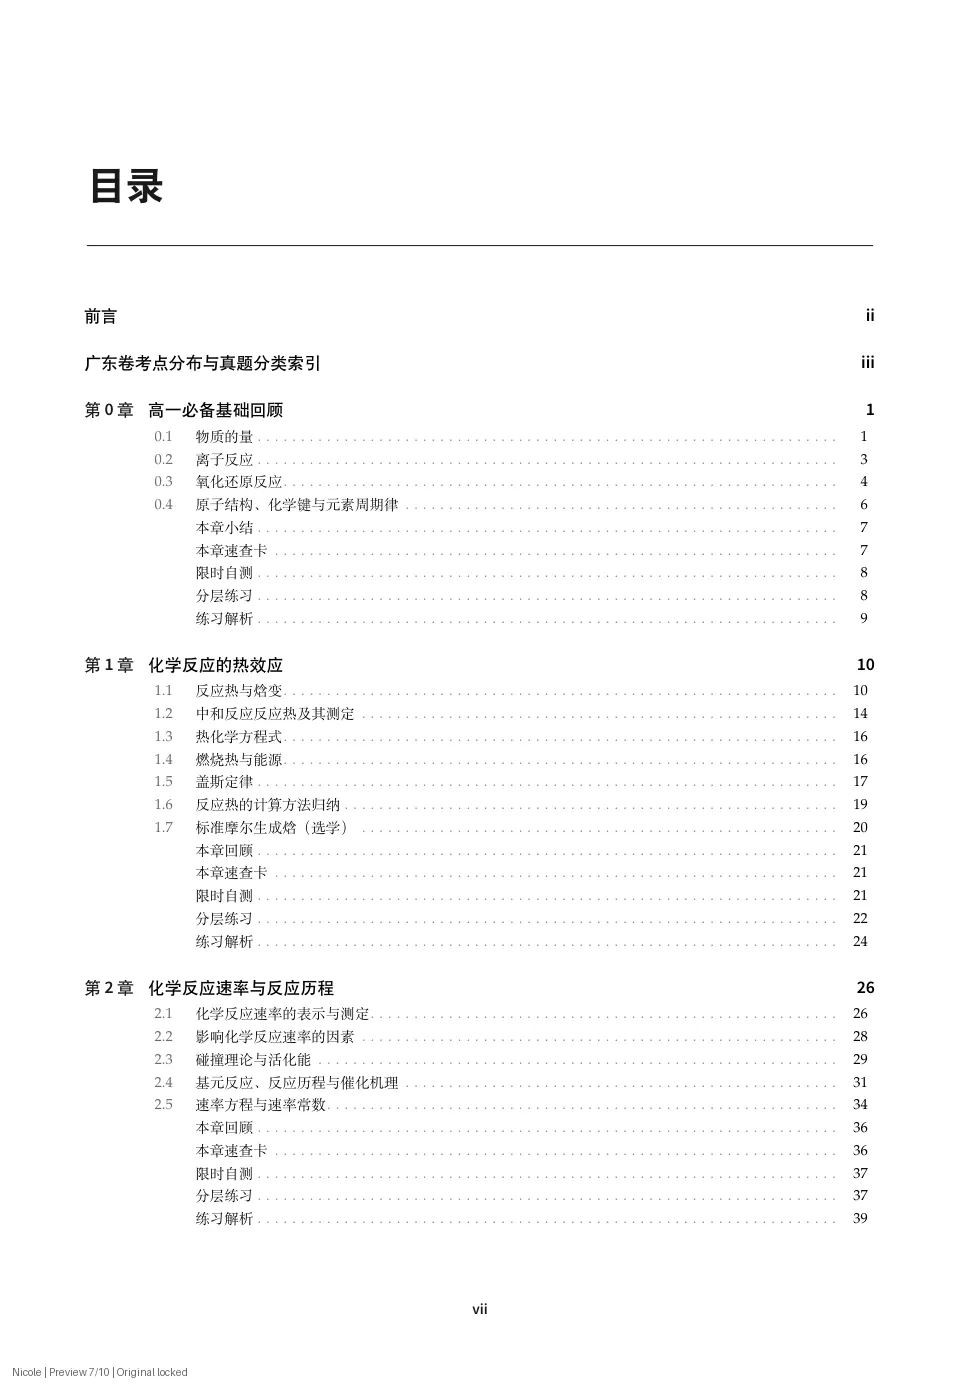 目录
前言 ii
广东卷考点分布与真题分类索引 iii
第 0 章 高一必备基础回顾 1
0.1 物质的量 1
0.2 离子反应 3
0.3 氧化还原反应 4
0.4 原子结构、化学键与元素周期律 6
本章小结 7
本章速查卡 7
限时自测 8
分层练习 8
练习解析 9
第 1 章 化学反应的热效应 10
1.1 反应热与焓变 10
1.2 中和反应反应热及其测定 14
1.3 热化学方程式 16
1.4 燃烧热与能源 16
1.5 盖斯定律 17
1.6 反应热的计算方法归纳 19
1.7 标准摩尔生成焓（选学） 20
本章回顾 21
本章速查卡 21
限时自测 21
分层练习 22
练习解析 24
第 2 章 化学反应速率与反应历程 26
2.1 化学反应速率的表示与测定 26
2.2 影响化学反应速率的因素 28
2.3 碰撞理论与活化能 29
2.4 基元反应、反应历程与催化机理 31
2.5 速率方程与速率常数 34
本章回顾 36
本章速查卡 36
限时自测 37
分层练习 37
练习解析 39
vii
Nicole | Preview 7/10 | Original locked